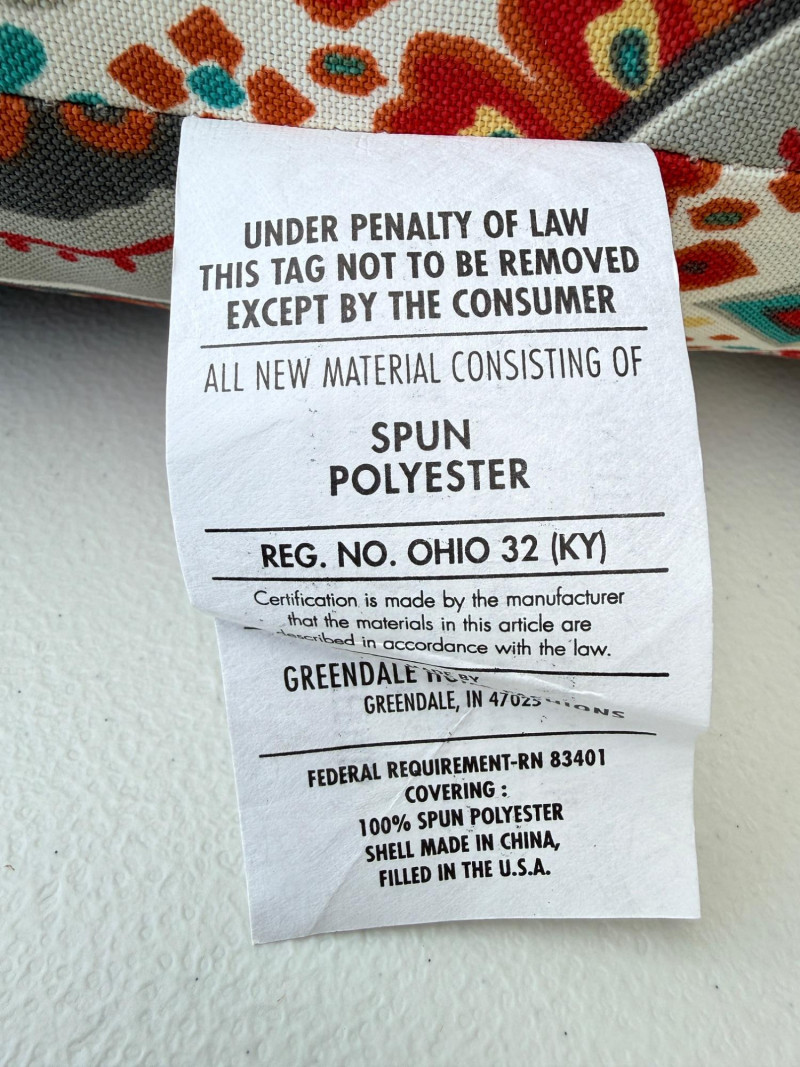 UNDER PENALTY OF LAW
THIS TAG NOT TO BE REMOVED
EXCEPT BY THE CONSUMER
ALL NEW MATERIAL CONSISTING OF
SPUN
POLYESTER
REG. NO. OHIO 32 (KY)
Certification is made by the manufacturer
that the materials in this article are
described in accordance with the law.
BY
GREENDALE
GREENDALE, IN 47025
FEDERAL REQUIREMENT-RN 83401
COVERING :
100% SPUN POLYESTER
SHELL MADE IN CHINA,
FILLED IN THE U.S.A.